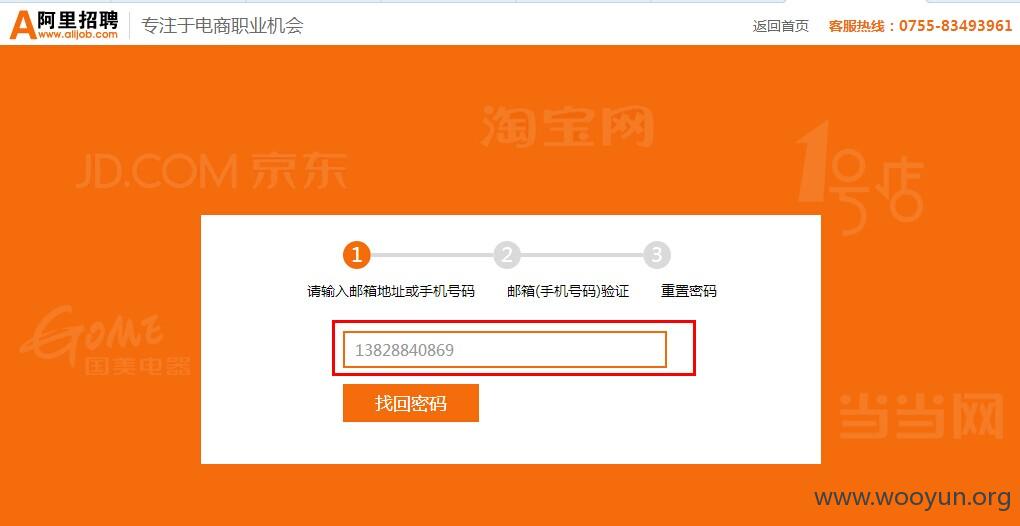 阿里招聘
www.alijob.com
专注于电商职业机会
返回首页
客服热线：0755-83493961
淘宝网
JD.COM 京东
1号店
1
2
3
请输入邮箱地址或手机号码
邮箱(手机号码)验证
重置密码
GOME
国美电器
13828840869
找回密码
当当网
www.wooyun.org